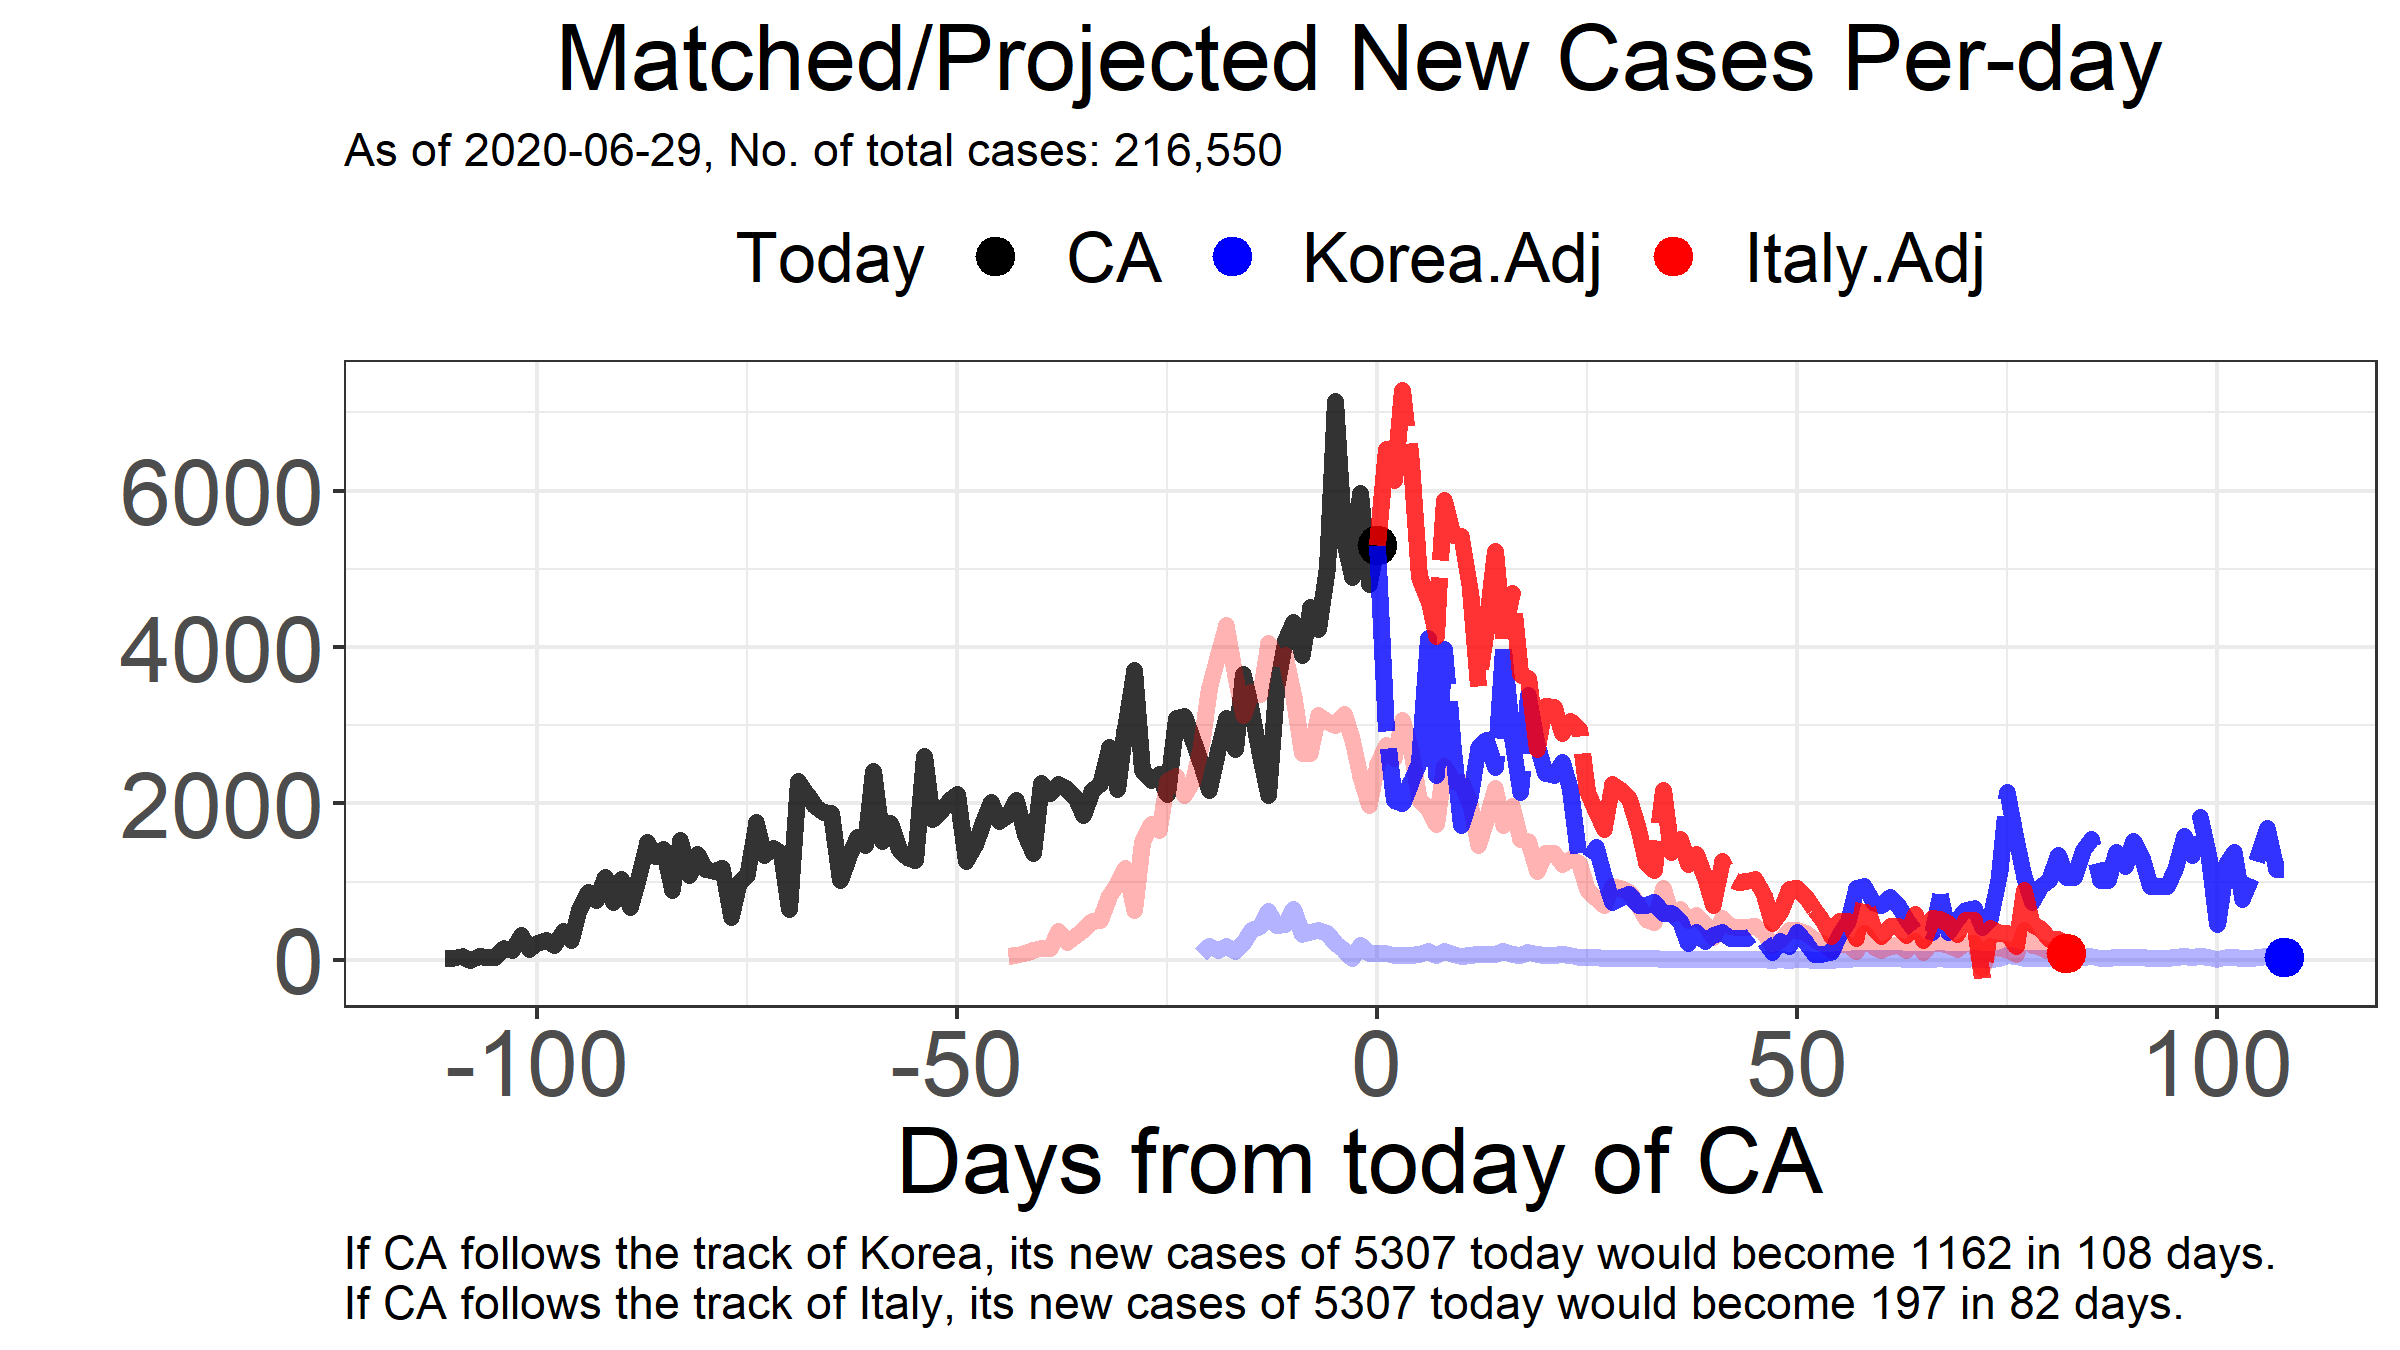 Matched/Projected New Cases Per-day
As of 2020-06-29, No. of total cases: 216,550
Today CA Korea.Adj Italy.Adj
6000
4000
2000
0
-100 -50 0 50 100
Days from today of CA
If CA follows the track of Korea, its new cases of 5307 today would become 1162 in 108 days.
If CA follows the track of Italy, its new cases of 5307 today would become 197 in 82 days.